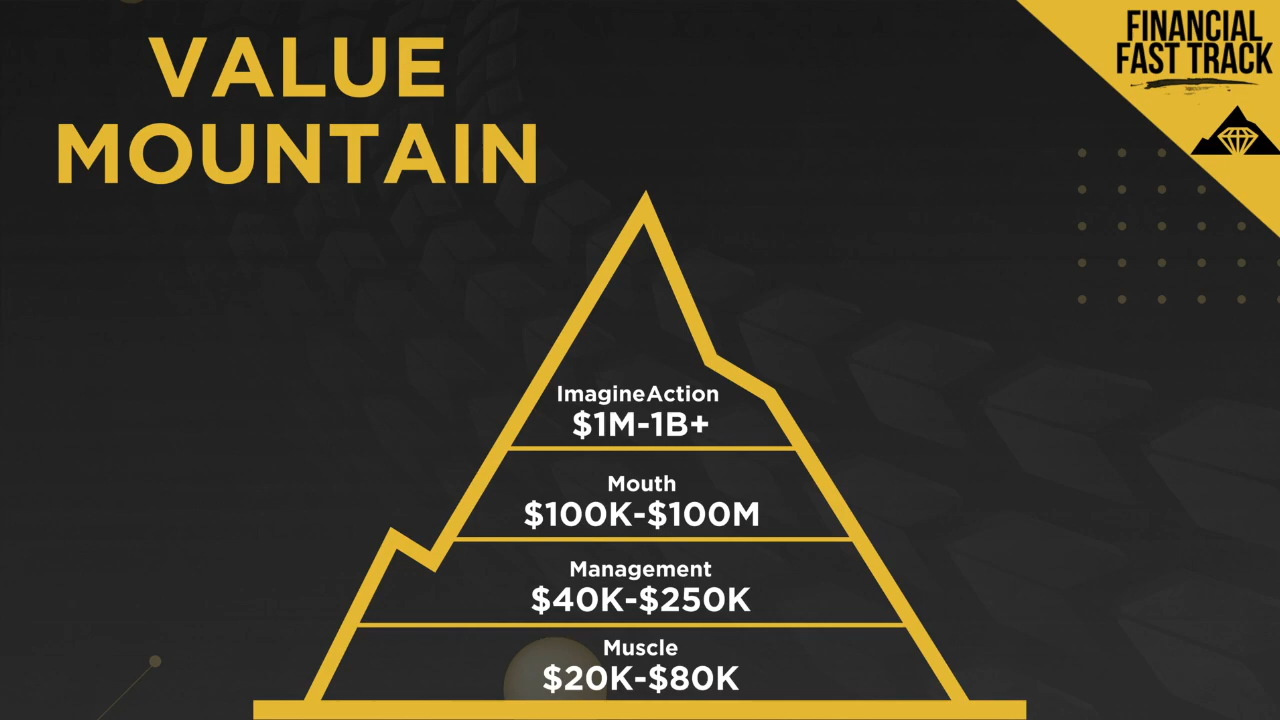 VALUE
MOUNTAIN
FINANCIAL
FAST TRACK
ImagineAction
$1M-1B+
Mouth
$100K-$100M
Management
$40K-$250K
Muscle
$20K-$80K